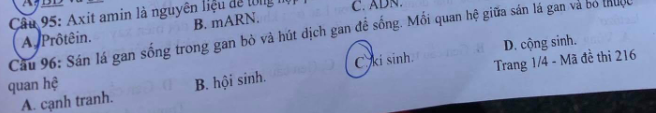 Câu 95: Axit amin là nguyên liệu để tổng
A. Prôtêin. B. mARN. C. ADN.
Câu 96: Sán lá gan sống trong gan bò và hút dịch gan để sống. Mối quan hệ giữa sán lá gan và bò thuộc
quan hệ
A. cạnh tranh. B. hội sinh. C. kí sinh. D. cộng sinh.
Trang 1/4 - Mã đề thi 216